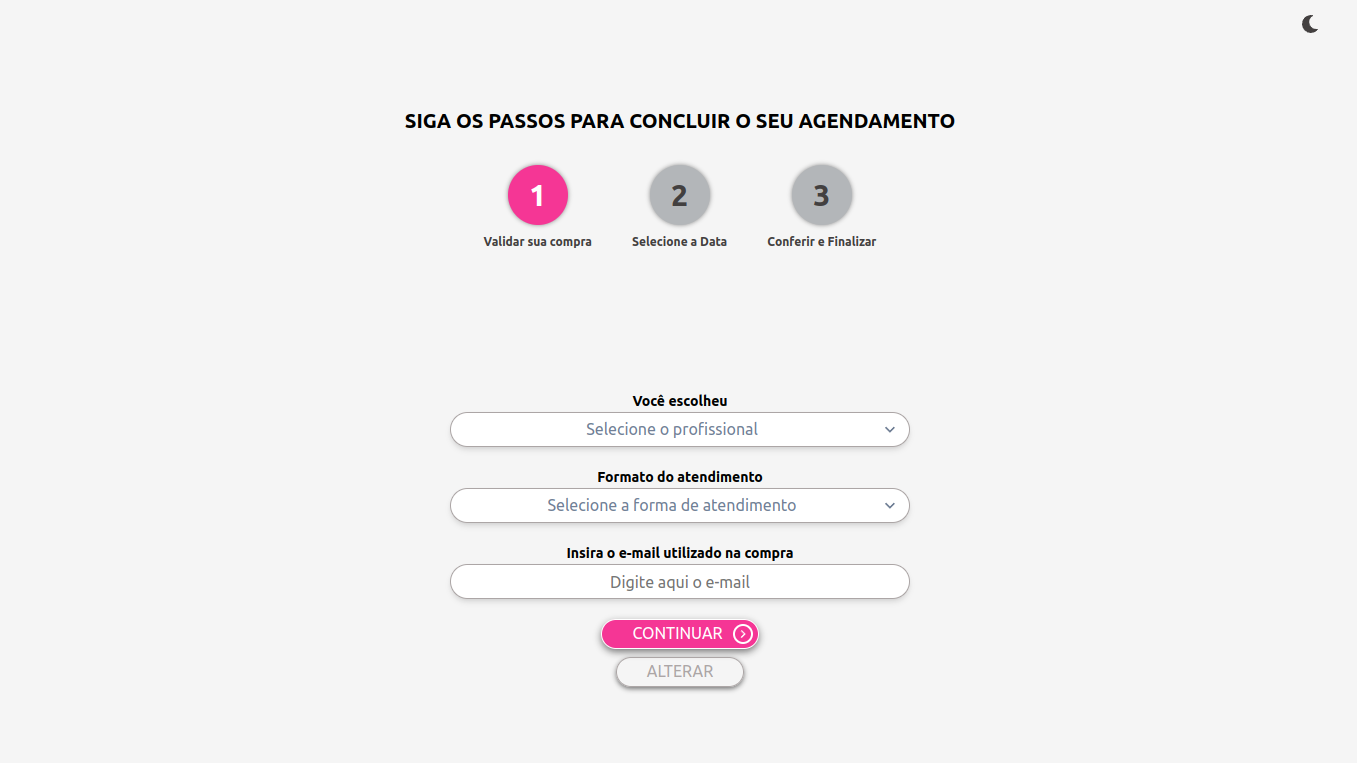 SIGA OS PASSOS PARA CONCLUIR O SEU AGENDAMENTO
1
2
3
Validar sua compra
Selecione a Data
Conferir e Finalizar
Você escolheu
Selecione o profissional
Formato do atendimento
Selecione a forma de atendimento
Insira o e-mail utilizado na compra
Digite aqui o e-mail
CONTINUAR
ALTERAR